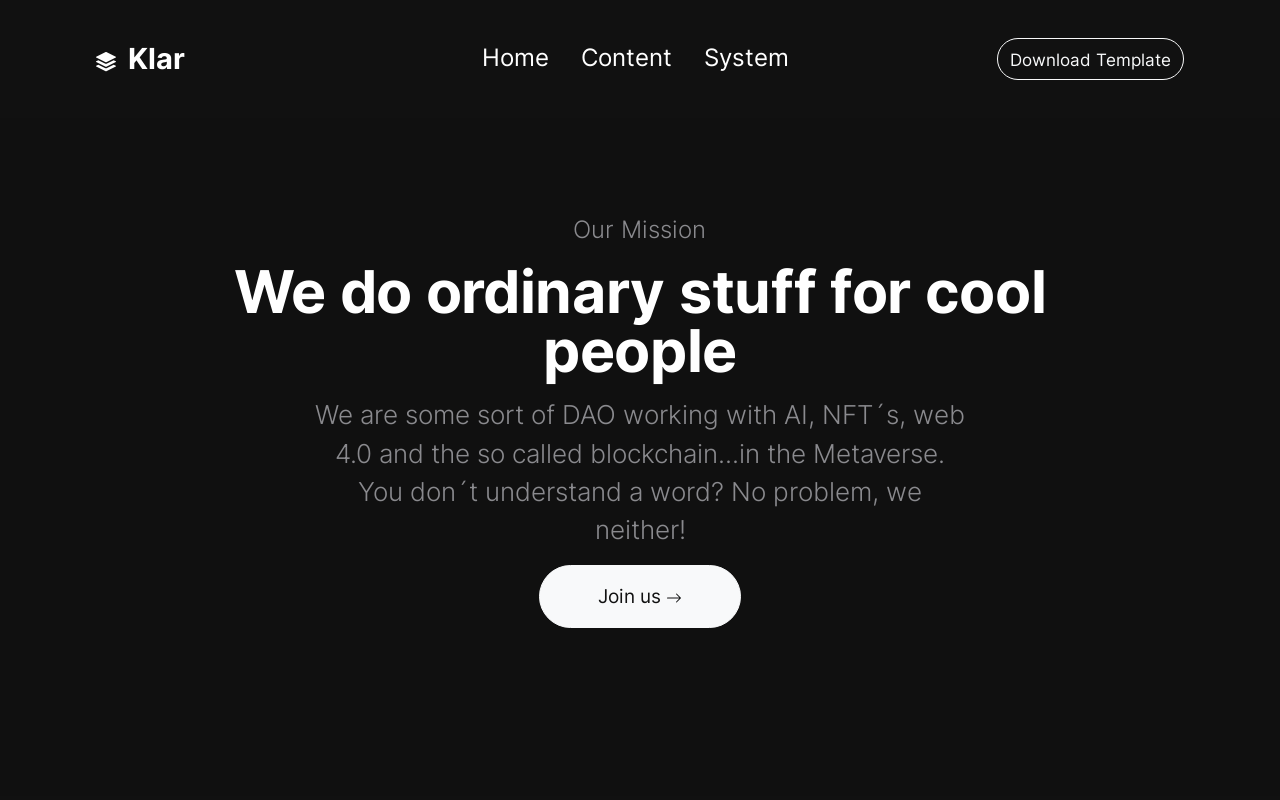 Klar
Home Content System
Download Template
Our Mission
We do ordinary stuff for cool
people
We are some sort of DAO working with AI, NFT´s, web
4.0 and the so called blockchain...in the Metaverse.
You don´t understand a word? No problem, we
neither!
Join us →